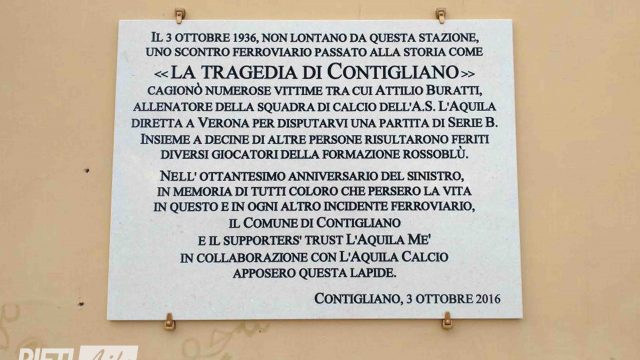 Il 3 ottobre 1936, non lontano da questa stazione,
uno scontro ferroviario passato alla storia come
«La tragedia di Contigliano»
cagionò numerose vittime tra cui Attilio Buratti,
allenatore della squadra di calcio dell'A.S. L'Aquila
diretta a Verona per disputarvi una partita di Serie B.
Insieme a decine di altre persone risultarono feriti
diversi giocatori della formazione rossoblù.
Nell' ottantesimo anniversario del sinistro,
in memoria di tutti coloro che persero la vita
in questo e in ogni altro incidente ferroviario,
il Comune di Contigliano
e il supporters' trust L'Aquila Me'
in collaborazione con L'Aquila Calcio
apposero questa lapide.
Contigliano, 3 ottobre 2016
RIETI Life